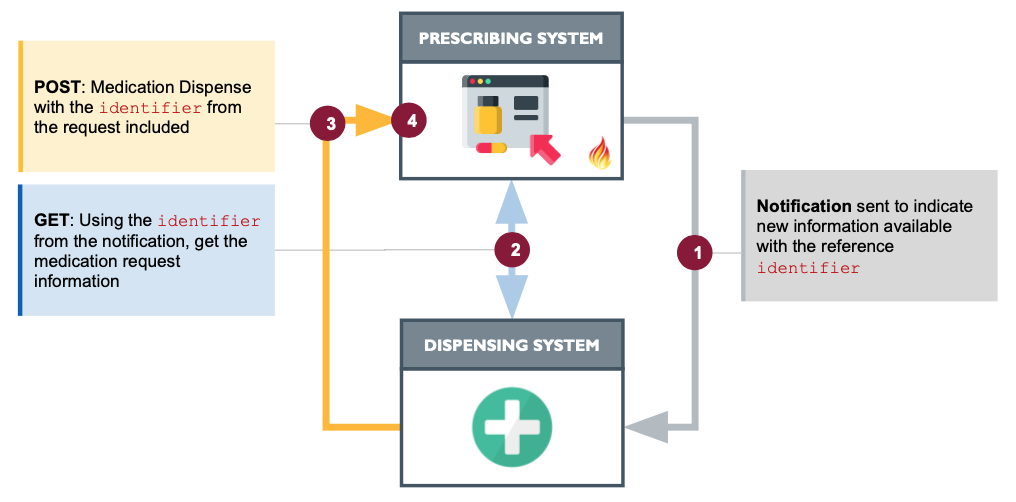 PRESCRIBING SYSTEM
POST: Medication Dispense
with the identifier from
the request included
3
4
GET: Using the identifier
from the notification, get the
medication request
information
2
1
Notification sent to indicate
new information available
with the reference
identifier
DISPENSING SYSTEM